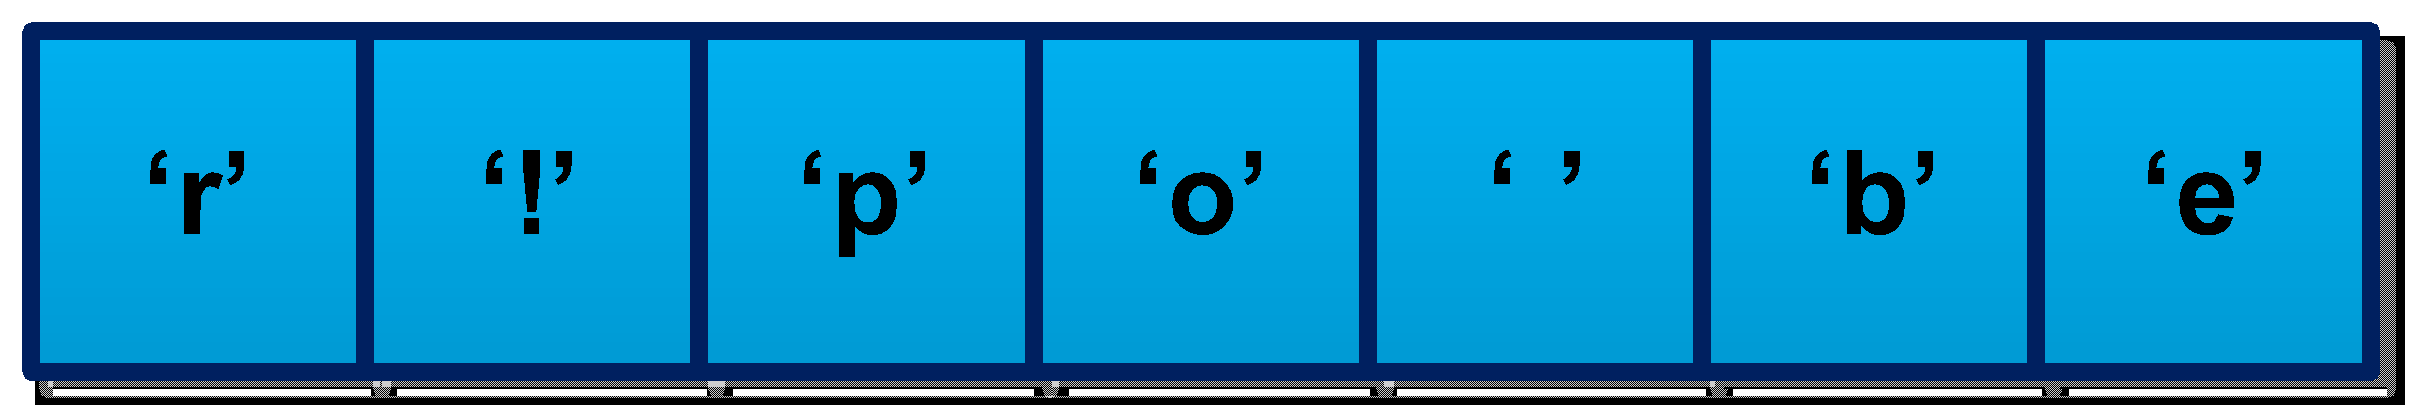 ‘r’ ‘!’ ‘p’ ‘o’ ‘ ’ ‘b’ ‘e’